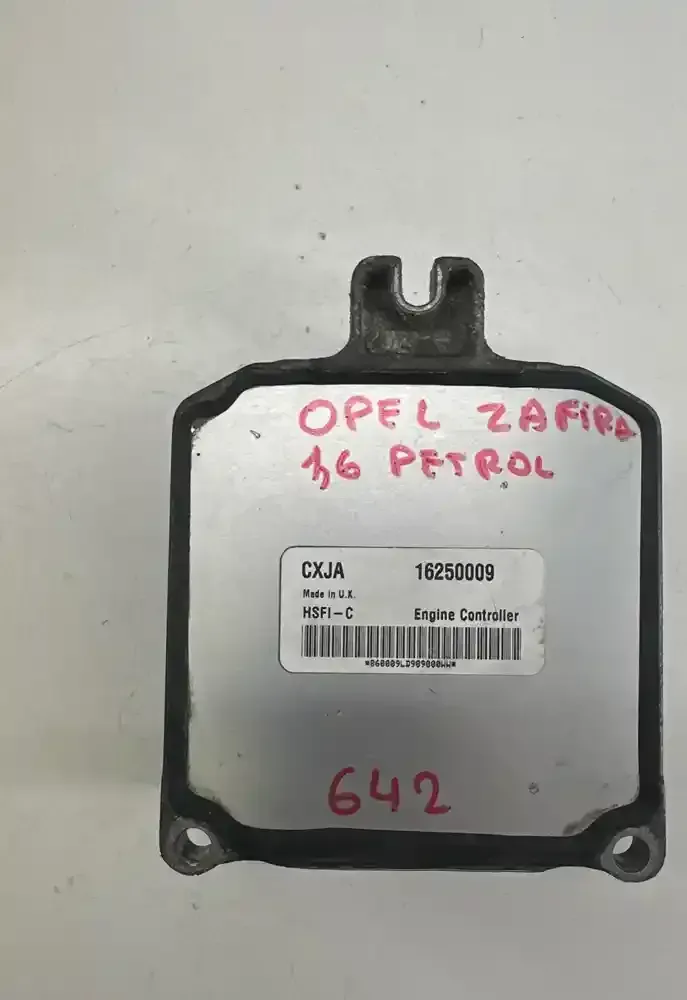 OPEL ZAFIRA
1,6 PETROL
CXJA 16250009
Made in U.K.
HSFI-C Engine Controller
642